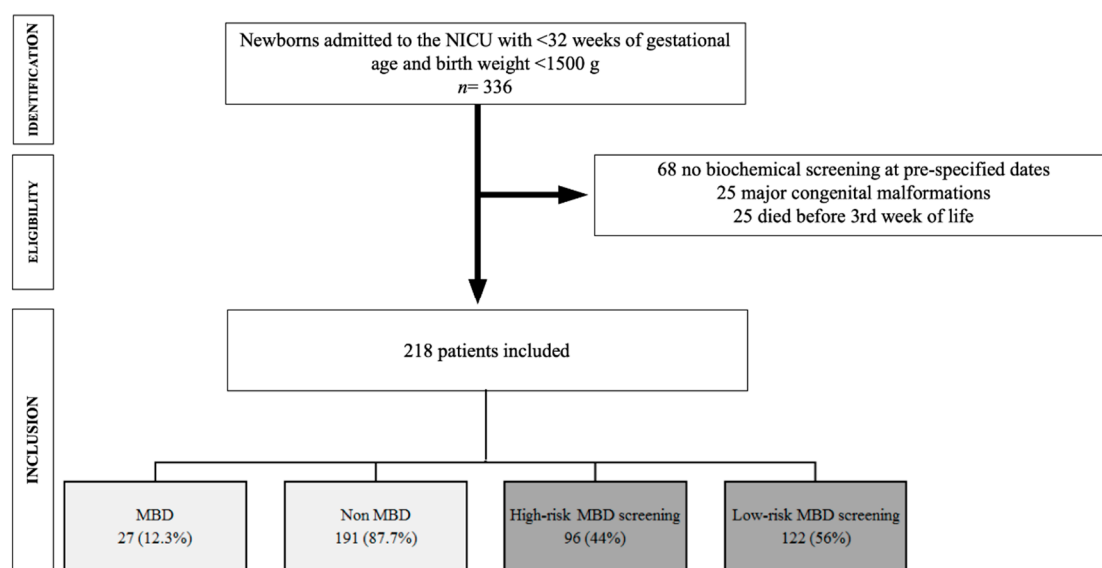 IDENTIFICATION
Newborns admitted to the NICU with <32 weeks of gestational
age and birth weight <1500 g
n= 336
ELIGIBILITY
68 no biochemical screening at pre-specified dates
25 major congenital malformations
25 died before 3rd week of life
INCLUSION
218 patients included
MBD
27 (12.3%)
Non MBD
191 (87.7%)
High-risk MBD screening
96 (44%)
Low-risk MBD screening
122 (56%)